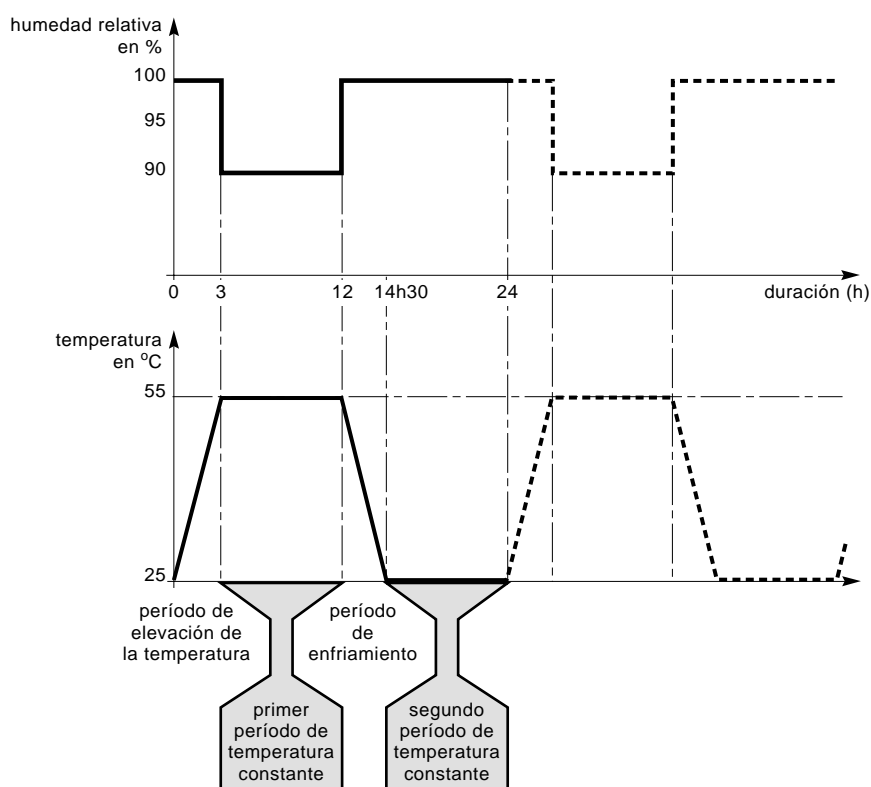 humedad relativa
en %
100
95
90
0 3 12 14h30 24 duración (h)
temperatura
en ºC
55
25
período de
elevación de
la temperatura
período
de
enfriamiento
primer
período de
temperatura
constante
segundo
período de
temperatura
constante